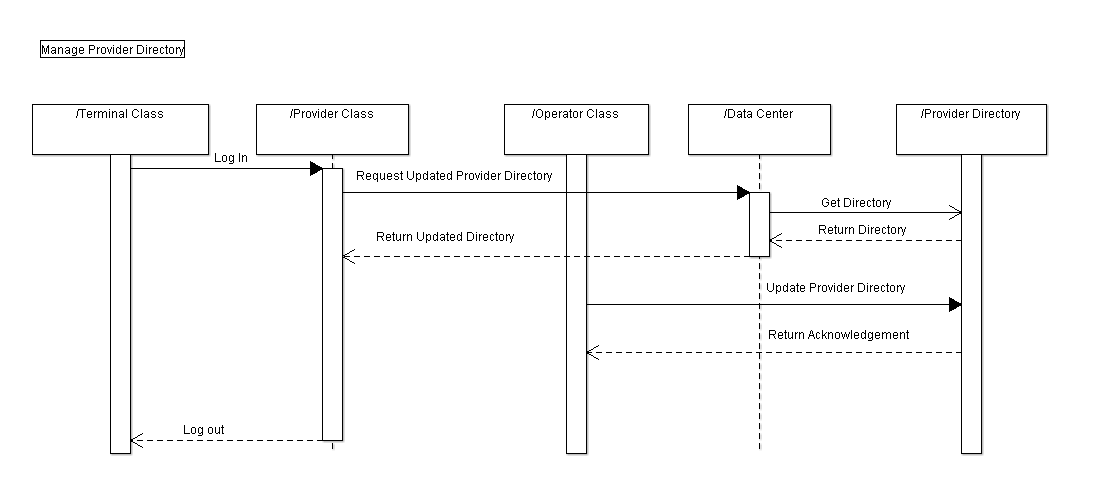 Manage Provider Directory
/Terminal Class
/Provider Class
/Operator Class
/Data Center
/Provider Directory
Log In
Request Updated Provider Directory
Get Directory
Return Directory
Return Updated Directory
Update Provider Directory
Return Acknowledgement
Log out